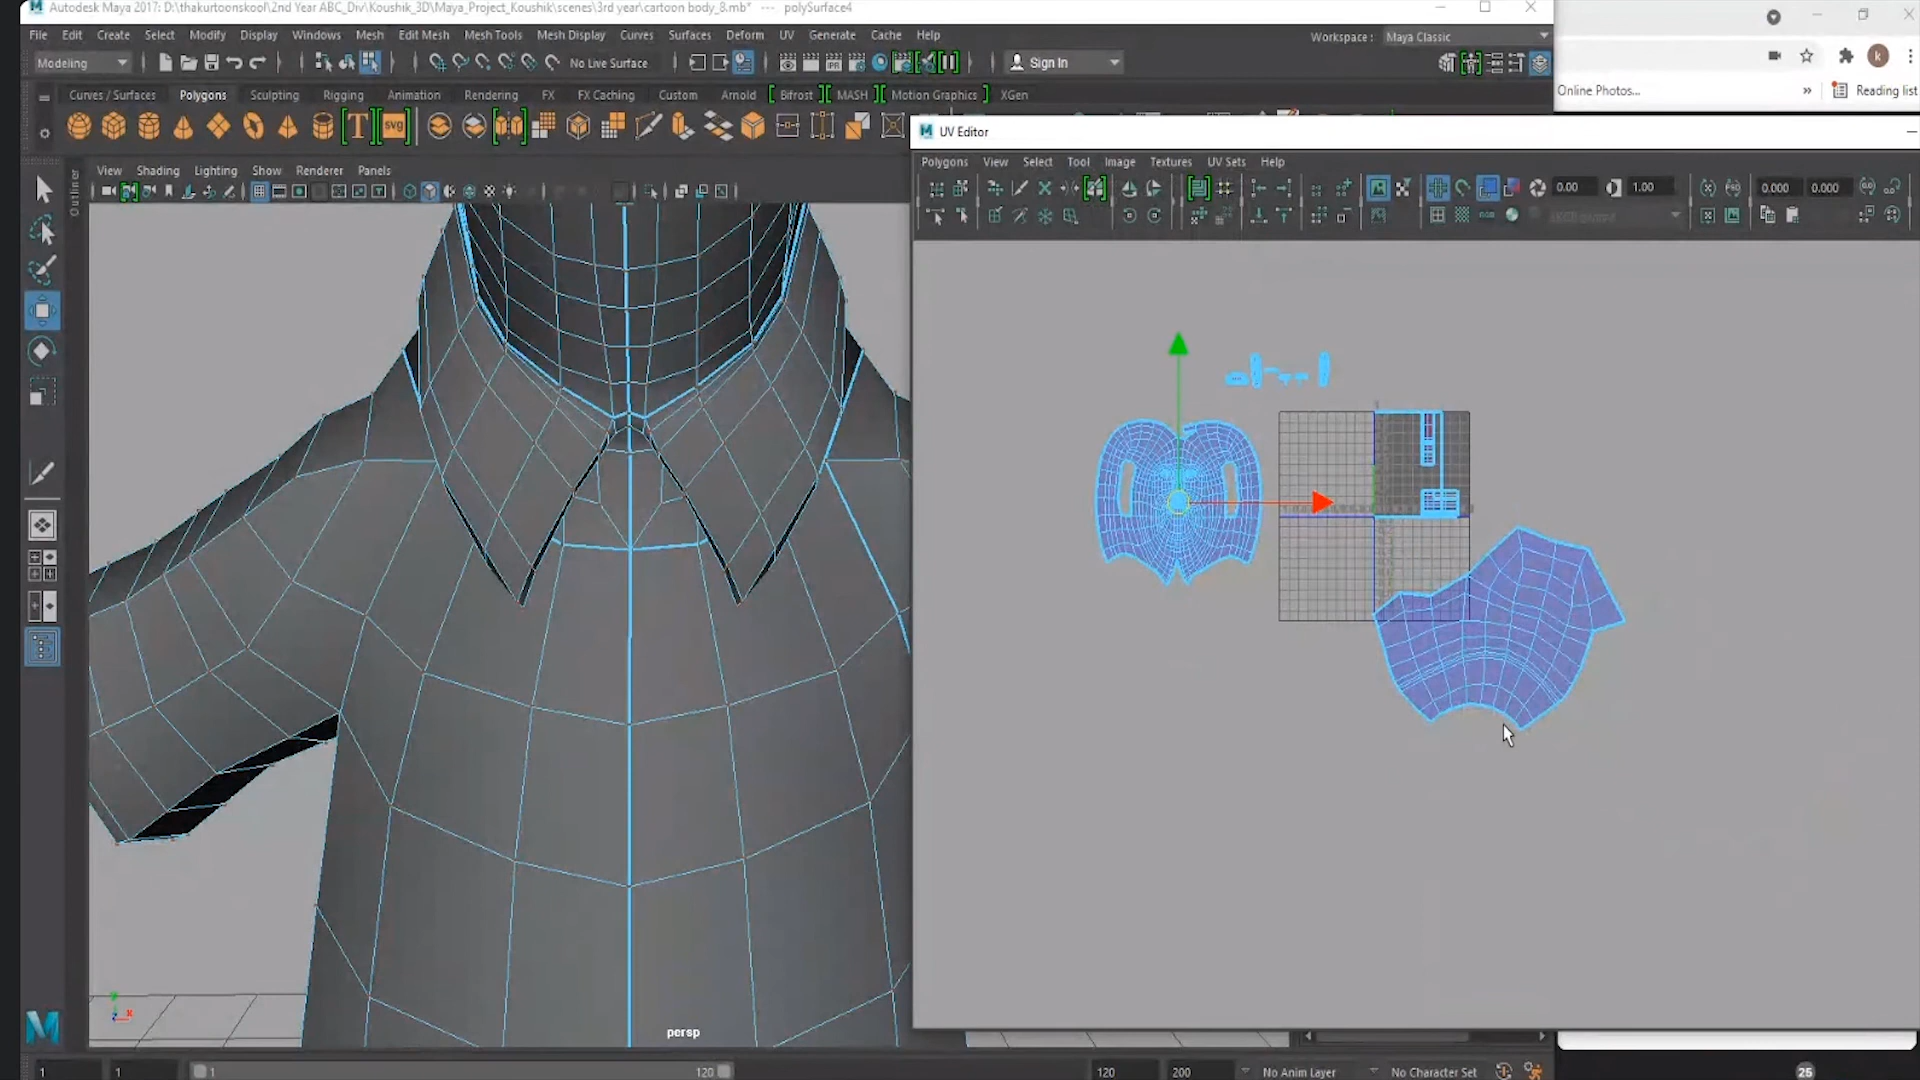 Autodesk Maya 2017: D:\thakurtoonskool\2nd Year ABC_Div\Koushik_3D\Maya_Project_Koushik\scenes\3rd year\cartoon body_8.mb* --- polySurface4
File Edit Create Select Modify Display Windows Mesh Edit Mesh Mesh Tools Mesh Display Curves Surfaces Deform UV Generate Cache Help
Workspace : Maya Classic
Modeling
No Live Surface
Sign In
k
Online Photos...
»
Reading list
Curves / Surfaces Polygons Sculpting Rigging Animation Rendering FX FX Caching Custom Arnold Bifrost MASH Motion Graphics XGen
T svg
UV Editor
Polygons View Select Tool Image Textures UV Sets Help
0.00 1.00 0.000 0.000
View Shading Lighting Show Renderer Panels
Outliner
persp
1 1 1 120 120 200 No Anim Layer No Character Set
25